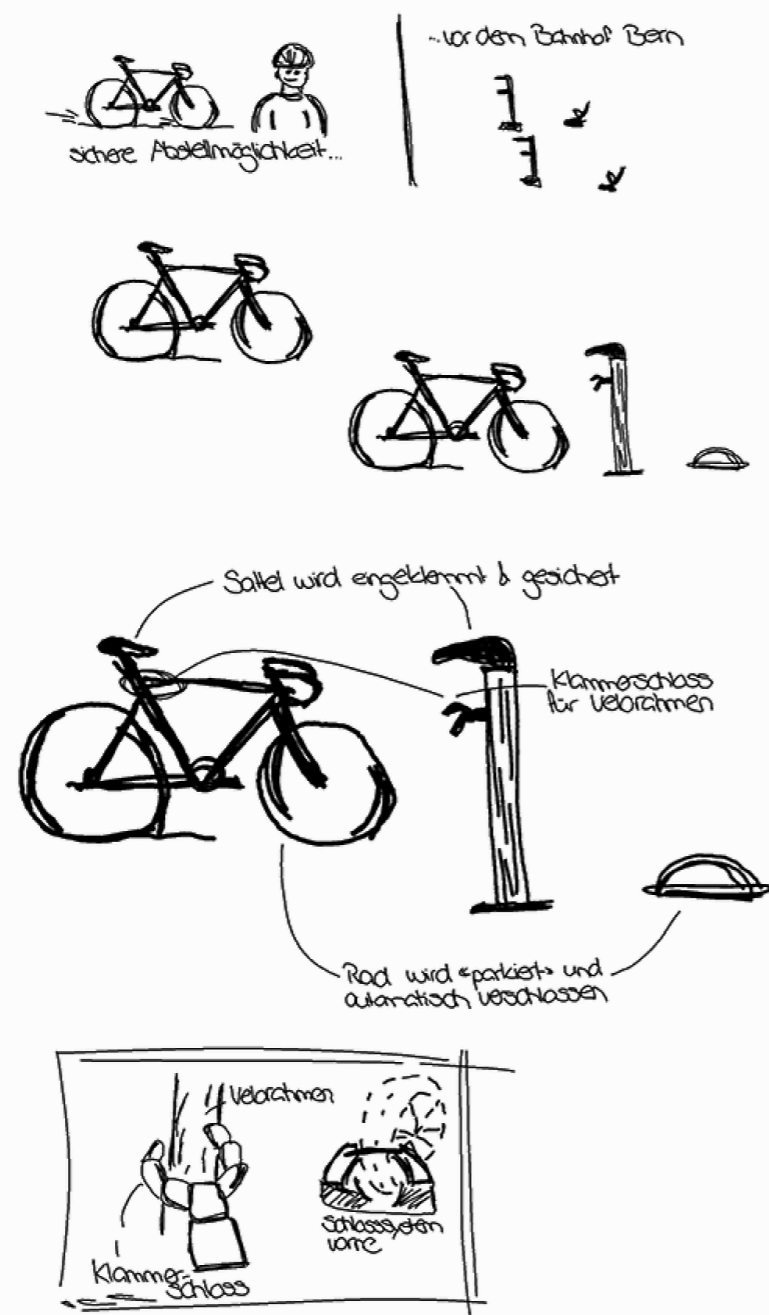 ...vor dem Bahnhof Bern
sichere Abstellmöglichkeit...
Sattel wird eingeklemmt & gesichert
Klammerschloss
für Velorahmen
Rad wird «parkiert» und
automatisch verschlossen
Velorahmen
Schlosssystem
vorne
Klammer-
schloss